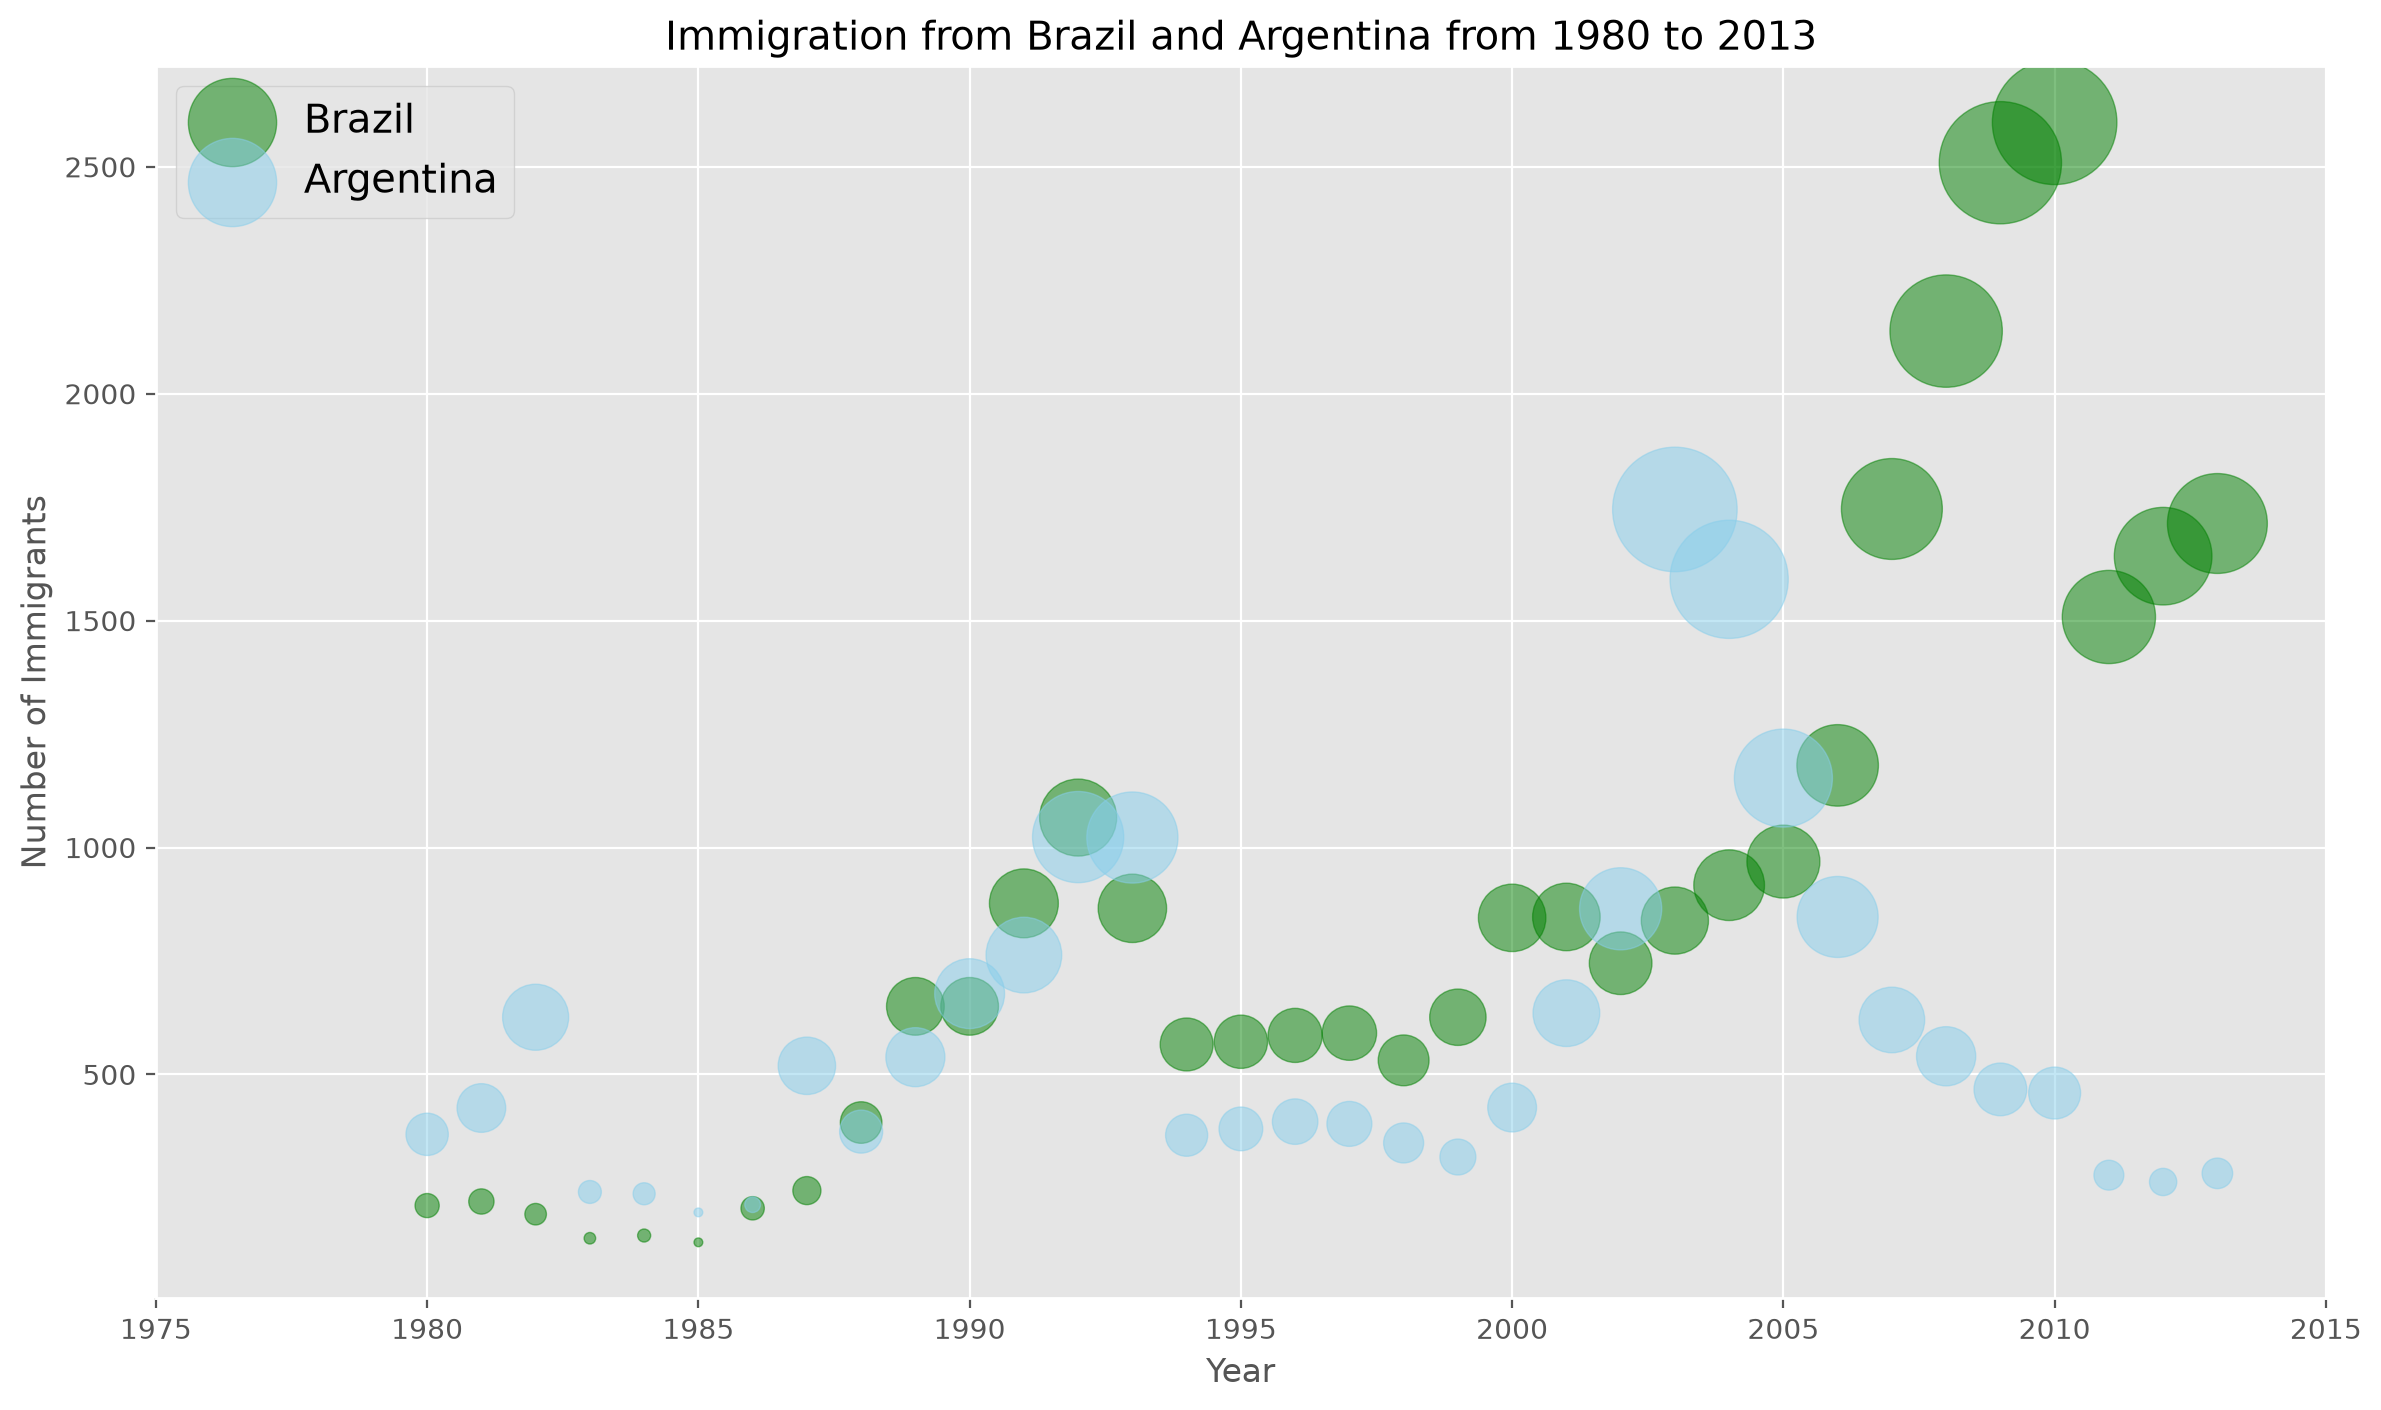 Immigration from Brazil and Argentina from 1980 to 2013
Brazil
Argentina
2500
2000
1500
1000
500
Number of Immigrants
1975 1980 1985 1990 1995 2000 2005 2010 2015
Year